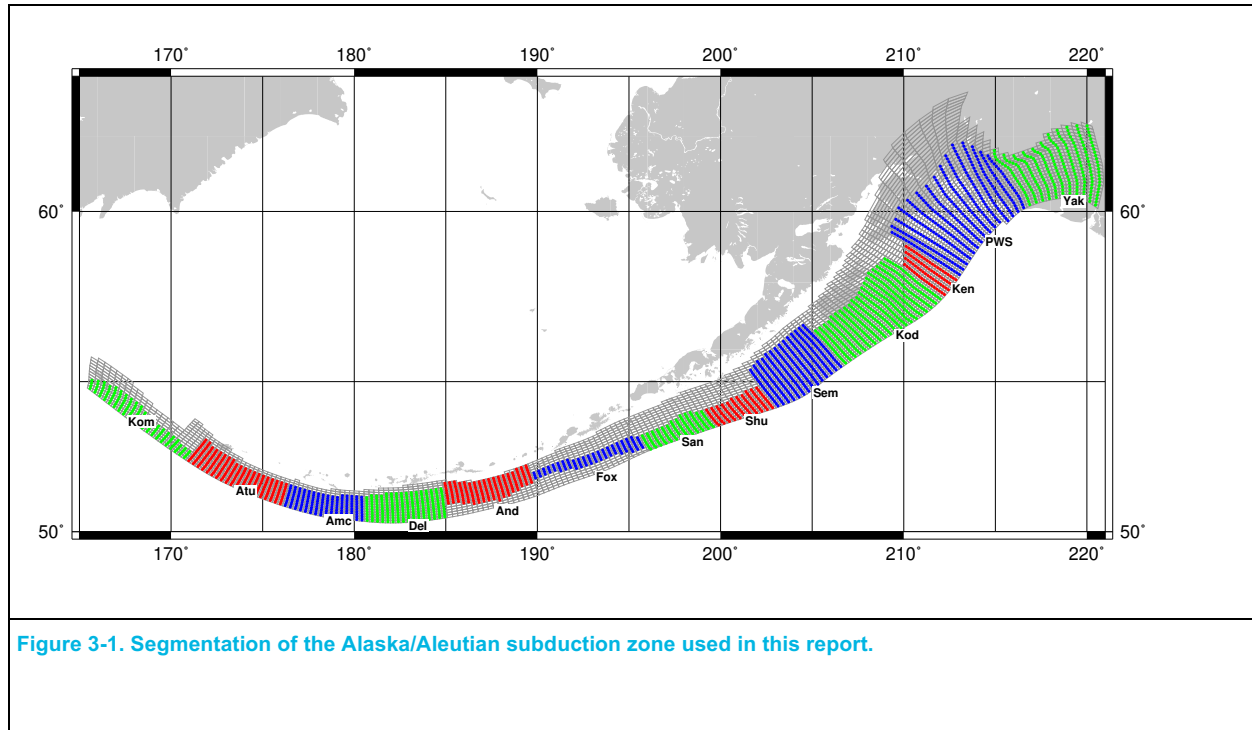 170˚ 180˚ 190˚ 200˚ 210˚ 220˚
60˚ 60˚
Yak
PWS
Ken
Kod
Sem
Shu
Kom
San
Fox
Atu
And
Amc
Del
50˚ 50˚
170˚ 180˚ 190˚ 200˚ 210˚ 220˚
Figure 3-1. Segmentation of the Alaska/Aleutian subduction zone used in this report.